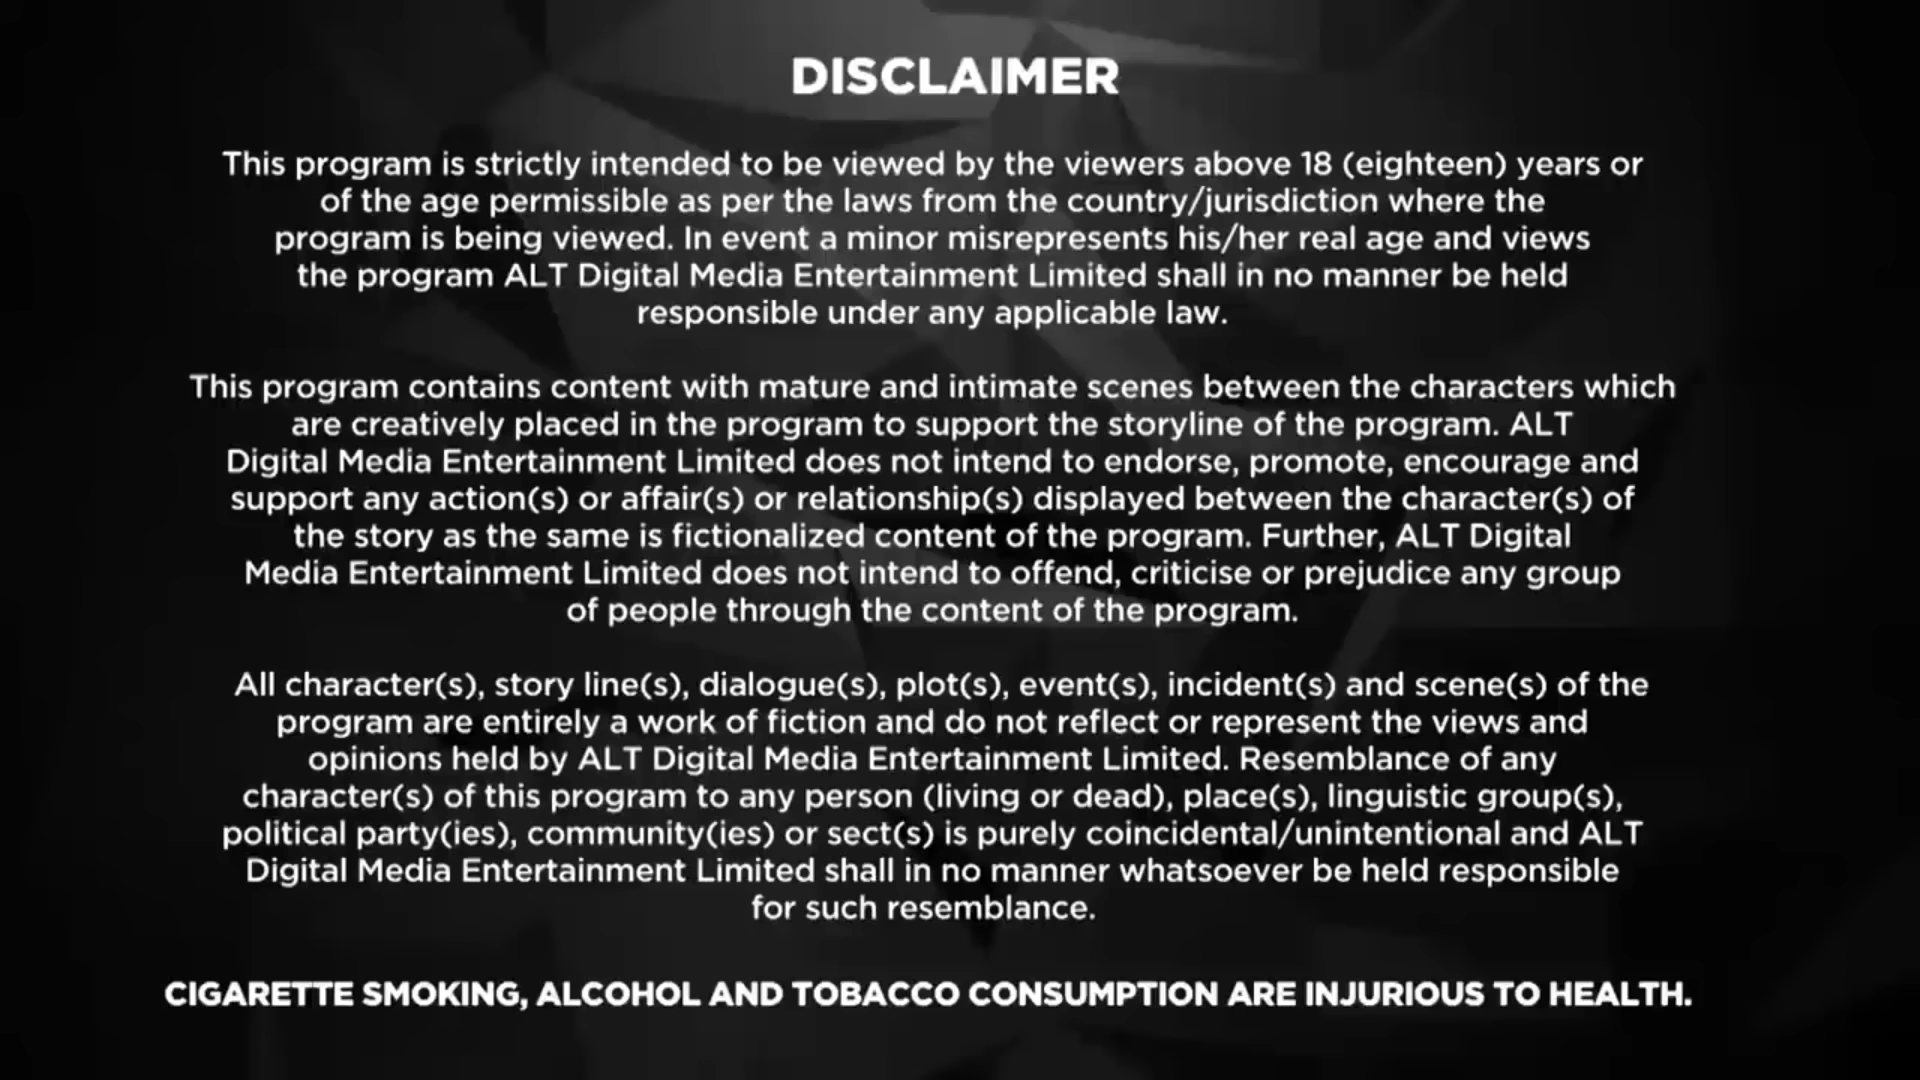 DISCLAIMER
This program is strictly intended to be viewed by the viewers above 18 (eighteen) years or
of the age permissible as per the laws from the country/jurisdiction where the
program is being viewed. In event a minor misrepresents his/her real age and views
the program ALT Digital Media Entertainment Limited shall in no manner be held
responsible under any applicable law.
This program contains content with mature and intimate scenes between the characters which
are creatively placed in the program to support the storyline of the program. ALT
Digital Media Entertainment Limited does not intend to endorse, promote, encourage and
support any action(s) or affair(s) or relationship(s) displayed between the character(s) of
the story as the same is fictionalized content of the program. Further, ALT Digital
Media Entertainment Limited does not intend to offend, criticise or prejudice any group
of people through the content of the program.
All character(s), story line(s), dialogue(s), plot(s), event(s), incident(s) and scene(s) of the
program are entirely a work of fiction and do not reflect or represent the views and
opinions held by ALT Digital Media Entertainment Limited. Resemblance of any
character(s) of this program to any person (living or dead), place(s), linguistic group(s),
political party(ies), community(ies) or sect(s) is purely coincidental/unintentional and ALT
Digital Media Entertainment Limited shall in no manner whatsoever be held responsible
for such resemblance.
CIGARETTE SMOKING, ALCOHOL AND TOBACCO CONSUMPTION ARE INJURIOUS TO HEALTH.